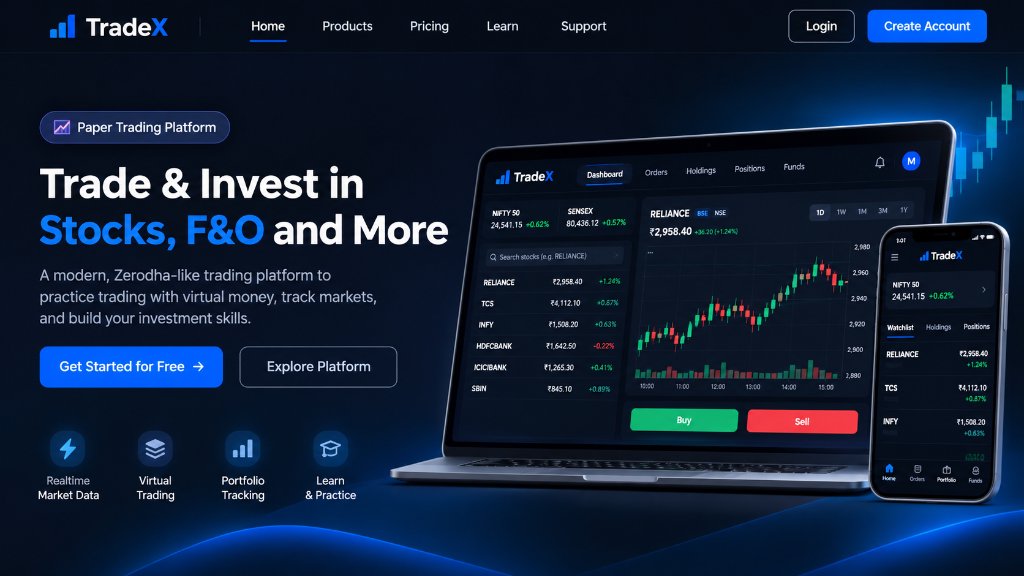 TradeX
Home Products Pricing Learn Support
Login
Create Account
Paper Trading Platform
Trade & Invest in
Stocks, F&O and More
A modern, Zerodha-like trading platform to
practice trading with virtual money, track markets,
and build your investment skills.
Get Started for Free →
Explore Platform
Realtime
Market Data
Virtual
Trading
Portfolio
Tracking
Learn
& Practice
TradeX
Dashboard Orders Holdings Positions Funds
M
NIFTY 50
24,541.15 +0.62%
SENSEX
80,436.12 +0.57%
Search stocks (e.g. RELIANCE)
RELIANCE ₹2,958.40 +1.24%
TCS ₹4,112.10 +0.87%
INFY ₹1,508.20 +0.63%
HDFCBANK ₹1,642.50 -0.22%
ICICIBANK ₹1,265.30 +0.41%
SBIN ₹845.10 +0.89%
RELIANCE BSE NSE
₹2,958.40 +36.20 (+1.24%)
1D 1W 1M 3M 1Y
2,980
2,960
2,940
2,920
2,900
2,880
10:00 11:00 12:00 13:00 14:00 15:00
Buy
Sell
TradeX
NIFTY 50
24,541.15 +0.62%
Watchlist Holdings Positions
RELIANCE ₹2,958.40
+1.24%
TCS ₹4,112.10
+0.87%
INFY ₹1,508.20
+0.63%
Home Orders Portfolio Funds